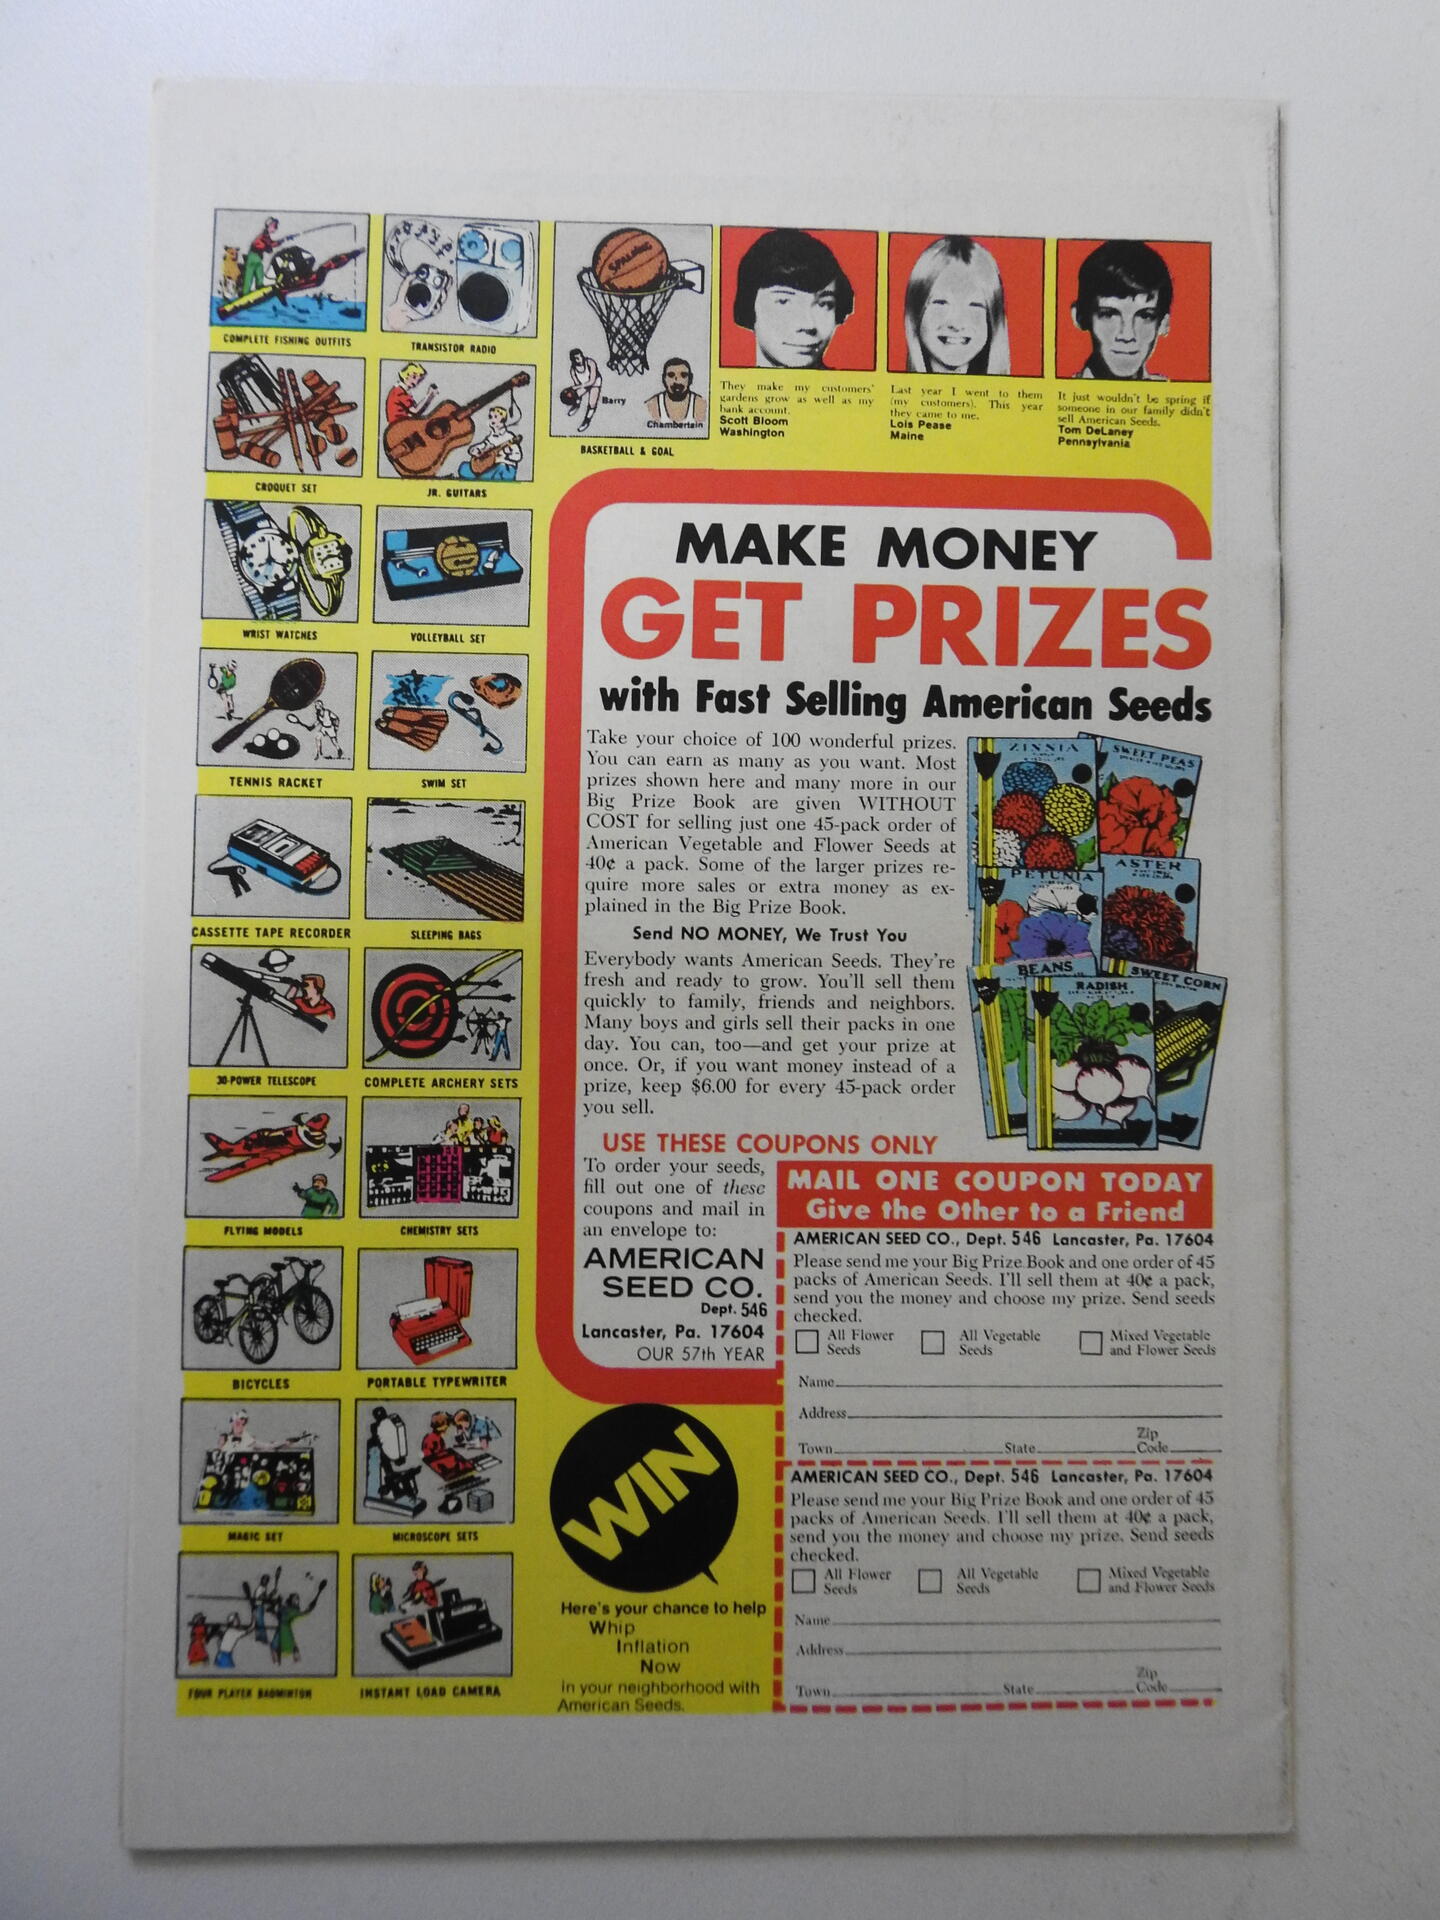 COMPLETE FISHING OUTFITS
TRANSISTOR RADIO
CROQUET SET
JR. GUITARS
WRIST WATCHES
VOLLEYBALL SET
TENNIS RACKET
SWIM SET
CASSETTE TAPE RECORDER
SLEEPING BAGS
30-POWER TELESCOPE
COMPLETE ARCHERY SETS
FLYING MODELS
CHEMISTRY SETS
BICYCLES
PORTABLE TYPEWRITER
MAGIC SET
MICROSCOPE SETS
FOUR PLAYER BADMINTON
INSTANT LOAD CAMERA
SPALDING
Barry
Chamberlain
BASKETBALL & GOAL
They make my customers'
gardens grow as well as my
bank account.
Scott Bloom
Washington
Last year I went to them
(my customers). This year
they came to me.
Lois Pease
Maine
It just wouldn't be spring if
someone in our family didn't
sell American Seeds.
Tom DeLaney
Pennsylvania
MAKE MONEY
GET PRIZES
with Fast Selling American Seeds
Take your choice of 100 wonderful prizes.
You can earn as many as you want. Most
prizes shown here and many more in our
Big Prize Book are given WITHOUT
COST for selling just one 45-pack order of
American Vegetable and Flower Seeds at
40¢ a pack. Some of the larger prizes re-
quire more sales or extra money as ex-
plained in the Big Prize Book.
Send NO MONEY, We Trust You
Everybody wants American Seeds. They're
fresh and ready to grow. You'll sell them
quickly to family, friends and neighbors.
Many boys and girls sell their packs in one
day. You can, too—and get your prize at
once. Or, if you want money instead of a
prize, keep $6.00 for every 45-pack order
you sell.
ZINNIA
SWEET PEAS
PETUNIA
ASTER
BEANS
SWEET CORN
RADISH
USE THESE COUPONS ONLY
To order your seeds,
fill out one of these
coupons and mail in
an envelope to:
AMERICAN
SEED CO.
Dept. 546
Lancaster, Pa. 17604
OUR 57th YEAR
MAIL ONE COUPON TODAY
Give the Other to a Friend
AMERICAN SEED CO., Dept. 546 Lancaster, Pa. 17604
Please send me your Big Prize Book and one order of 45
packs of American Seeds. I'll sell them at 40¢ a pack,
send you the money and choose my prize. Send seeds
checked.
All Flower Seeds All Vegetable Seeds Mixed Vegetable and Flower Seeds
Name
Address
Town State Zip Code
AMERICAN SEED CO., Dept. 546 Lancaster, Pa. 17604
Please send me your Big Prize Book and one order of 45
packs of American Seeds. I'll sell them at 40¢ a pack,
send you the money and choose my prize. Send seeds
checked.
All Flower Seeds All Vegetable Seeds Mixed Vegetable and Flower Seeds
Name
Address
Town State Zip Code
WIN
Here's your chance to help
Whip
Inflation
Now
in your neighborhood with
American Seeds.